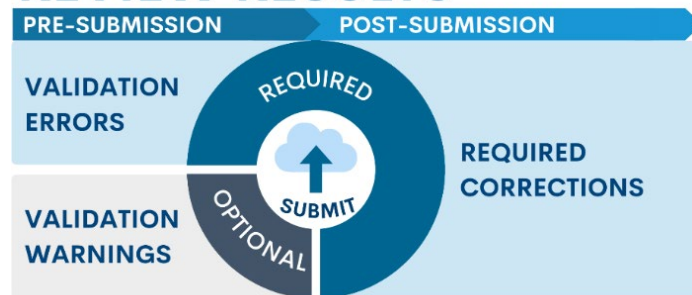 PRE-SUBMISSION
POST-SUBMISSION
VALIDATION
ERRORS
REQUIRED
SUBMIT
OPTIONAL
VALIDATION
WARNINGS
REQUIRED
CORRECTIONS